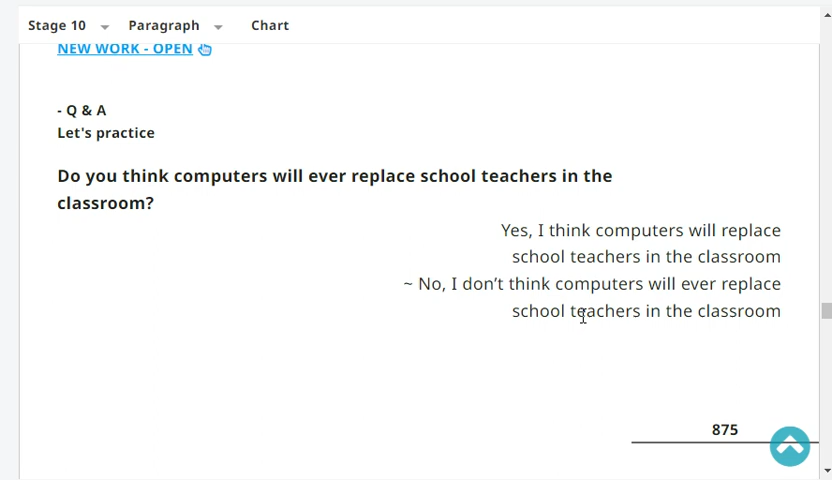 Stage 10 Paragraph Chart
NEW WORK - OPEN
- Q & A
Let's practice
Do you think computers will ever replace school teachers in the
classroom?
Yes, I think computers will replace
school teachers in the classroom
~ No, I don’t think computers will ever replace
school teachers in the classroom
875